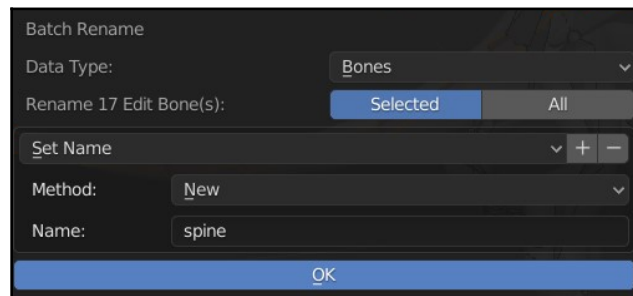 Batch Rename
Data Type: Bones
Rename 17 Edit Bone(s): Selected All
Set Name + −
Method: New
Name: spine
OK